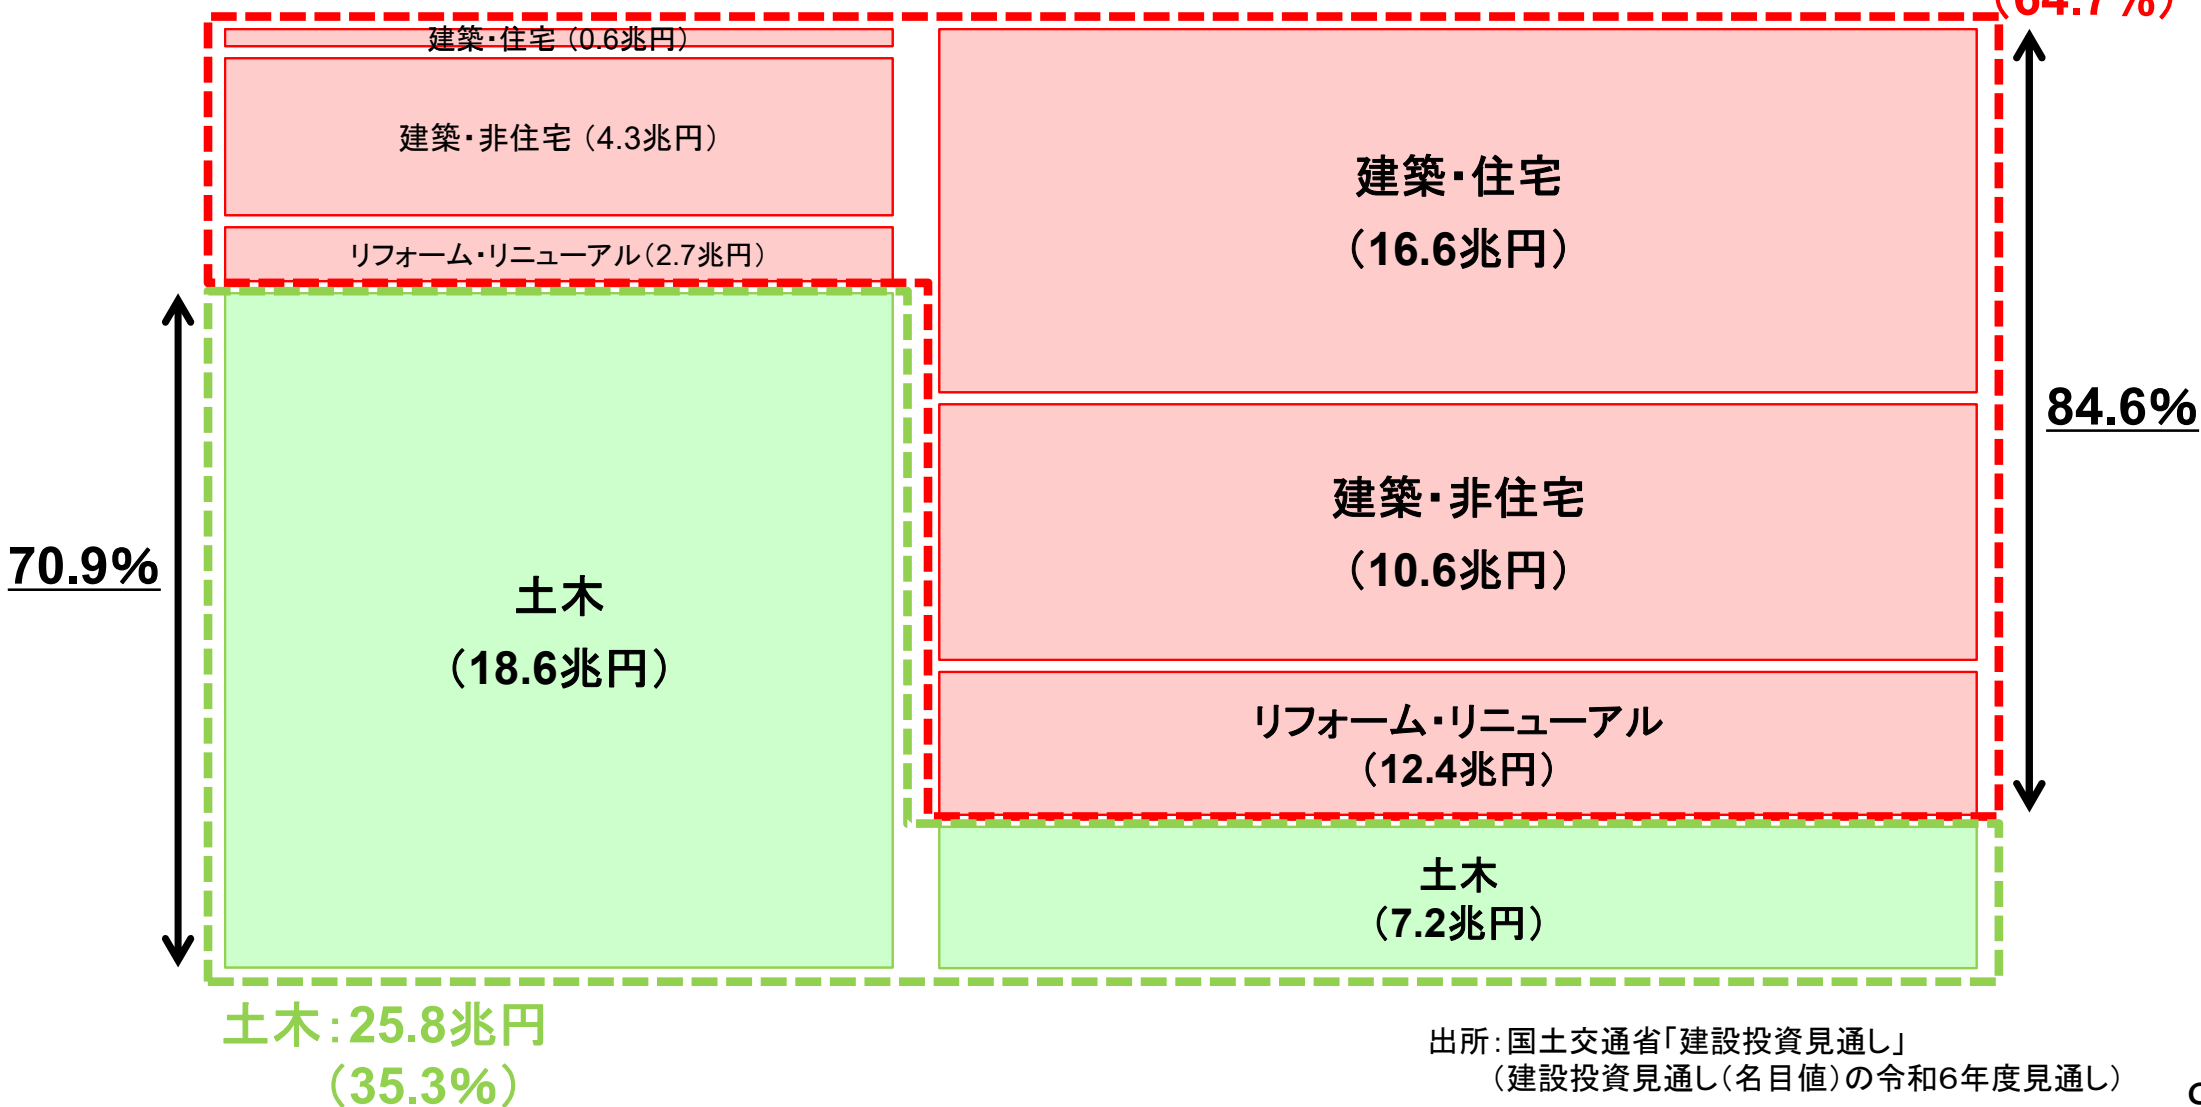 （64.7%）
建築・住宅（0.6兆円）
建築・非住宅（4.3兆円）
リフォーム・リニューアル（2.7兆円）
土木
（18.6兆円）
70.9%
建築・住宅
（16.6兆円）
建築・非住宅
（10.6兆円）
リフォーム・リニューアル
（12.4兆円）
土木
（7.2兆円）
84.6%
土木：25.8兆円
（35.3%）
出所：国土交通省「建設投資見通し」
（建設投資見通し（名目値）の令和６年度見通し）